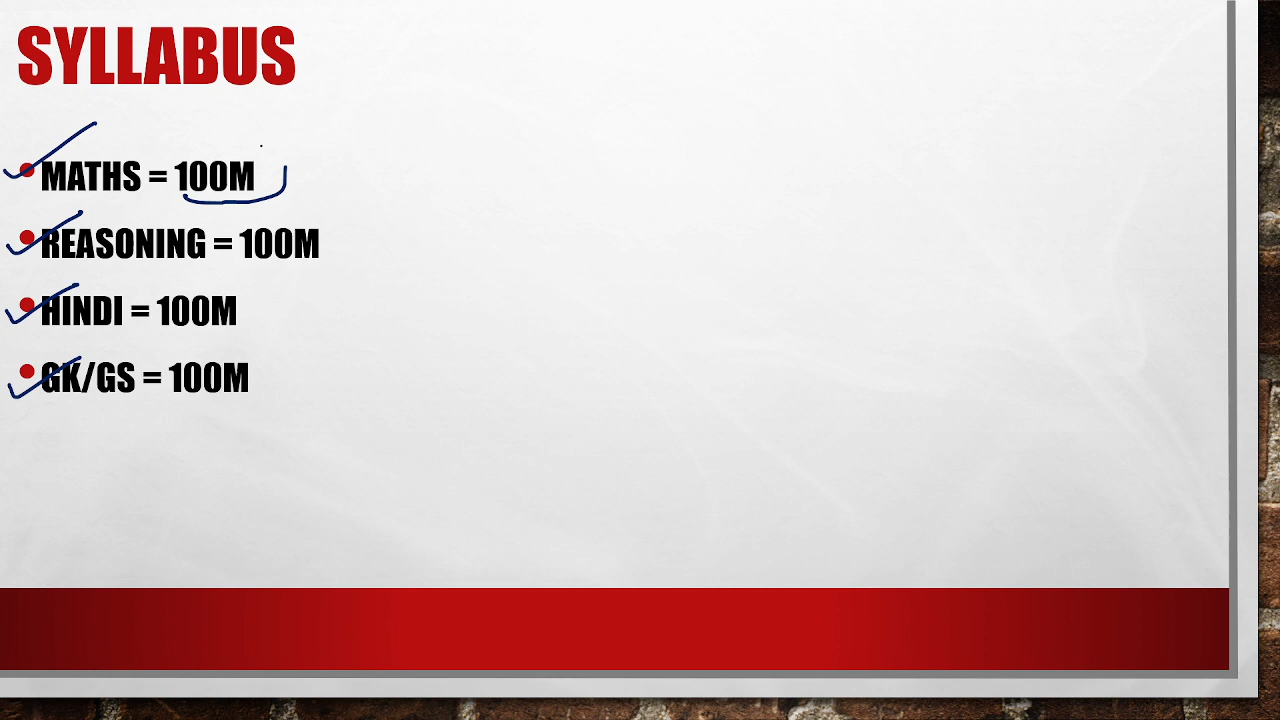 SYLLABUS
MATHS = 100M
REASONING = 100M
HINDI = 100M
GK/GS = 100M